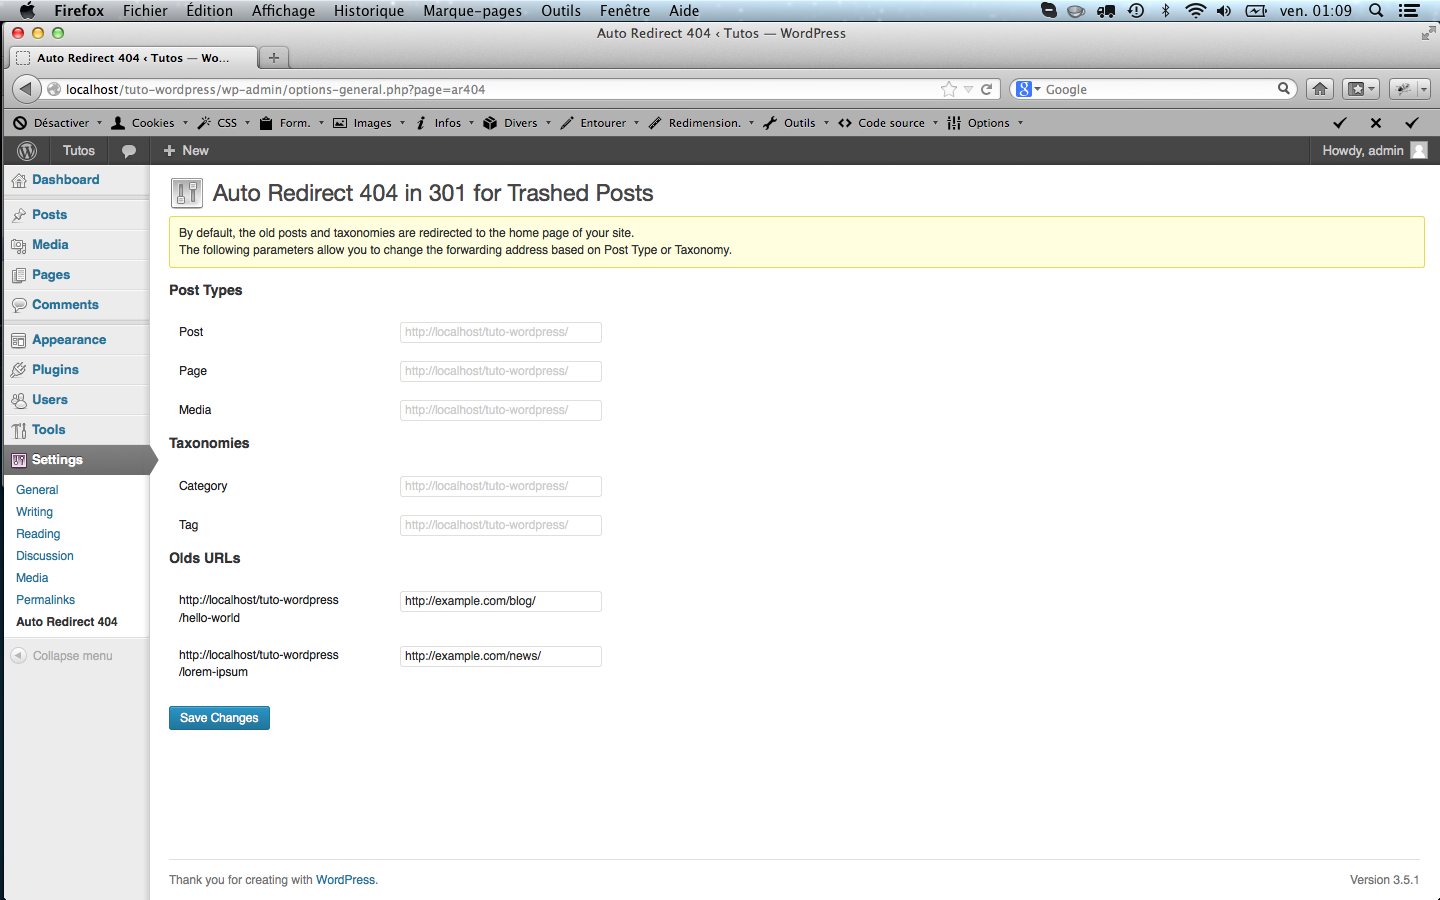 Firefox Fichier Édition Affichage Historique Marque-pages Outils Fenêtre Aide ven. 01:09
Auto Redirect 404 ‹ Tutos — WordPress
Auto Redirect 404 ‹ Tutos — Wo...
localhost/tuto-wordpress/wp-admin/options-general.php?page=ar404
Google
Désactiver Cookies CSS Form. Images Infos Divers Entourer Redimension. Outils Code source Options
Tutos New Howdy, admin
Dashboard
Posts
Media
Pages
Comments
Appearance
Plugins
Users
Tools
Settings
General
Writing
Reading
Discussion
Media
Permalinks
Auto Redirect 404
Collapse menu
Auto Redirect 404 in 301 for Trashed Posts
By default, the old posts and taxonomies are redirected to the home page of your site.
The following parameters allow you to change the forwarding address based on Post Type or Taxonomy.
Post Types
Post http://localhost/tuto-wordpress/
Page http://localhost/tuto-wordpress/
Media http://localhost/tuto-wordpress/
Taxonomies
Category http://localhost/tuto-wordpress/
Tag http://localhost/tuto-wordpress/
Olds URLs
http://localhost/tuto-wordpress http://example.com/blog/
/hello-world
http://localhost/tuto-wordpress http://example.com/news/
/lorem-ipsum
Save Changes
Thank you for creating with WordPress. Version 3.5.1